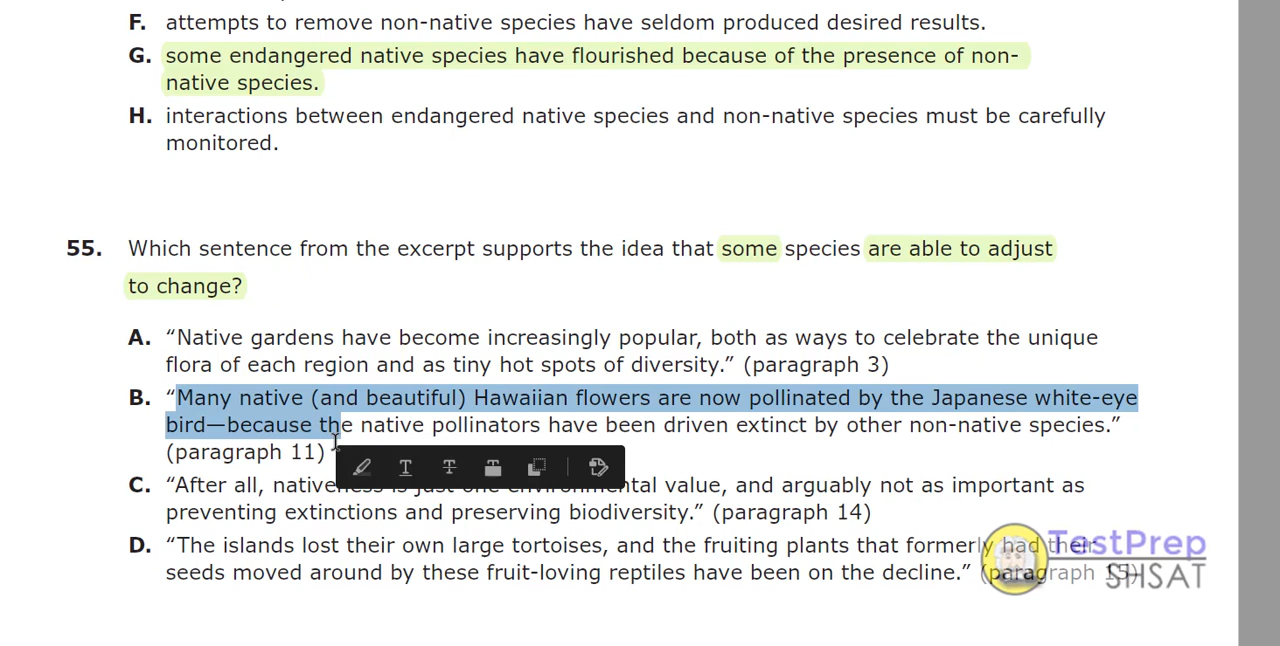 F. attempts to remove non-native species have seldom produced desired results.
G. some endangered native species have flourished because of the presence of non-
native species.
H. interactions between endangered native species and non-native species must be carefully
monitored.
55. Which sentence from the excerpt supports the idea that some species are able to adjust
to change?
A. “Native gardens have become increasingly popular, both as ways to celebrate the unique
flora of each region and as tiny hot spots of diversity.” (paragraph 3)
B. “Many native (and beautiful) Hawaiian flowers are now pollinated by the Japanese white-eye
bird—because the native pollinators have been driven extinct by other non-native species.”
(paragraph 11)
C. “After all, nativeness is just one environmental value, and arguably not as important as
preventing extinctions and preserving biodiversity.” (paragraph 14)
D. “The islands lost their own large tortoises, and the fruiting plants that formerly had their
seeds moved around by these fruit-loving reptiles have been on the decline.” (paragraph 15)
TestPrep
SHSAT